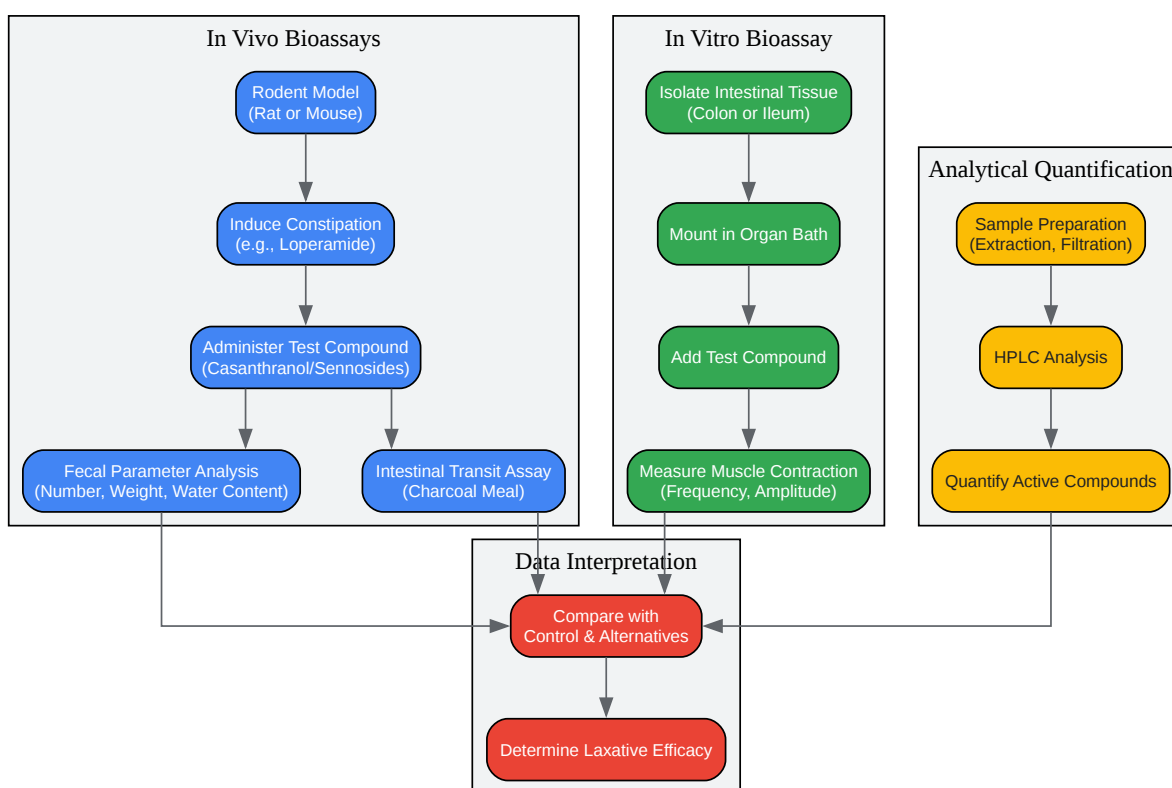 In Vivo Bioassays
Rodent Model
(Rat or Mouse)
Induce Constipation
(e.g., Loperamide)
Administer Test Compound
(Casanthranol/Sennosides)
Fecal Parameter Analysis
(Number, Weight, Water Content)
Intestinal Transit Assay
(Charcoal Meal)
In Vitro Bioassay
Isolate Intestinal Tissue
(Colon or Ileum)
Mount in Organ Bath
Add Test Compound
Measure Muscle Contraction
(Frequency, Amplitude)
Analytical Quantification
Sample Preparation
(Extraction, Filtration)
HPLC Analysis
Quantify Active Compounds
Data Interpretation
Compare with
Control & Alternatives
Determine Laxative Efficacy